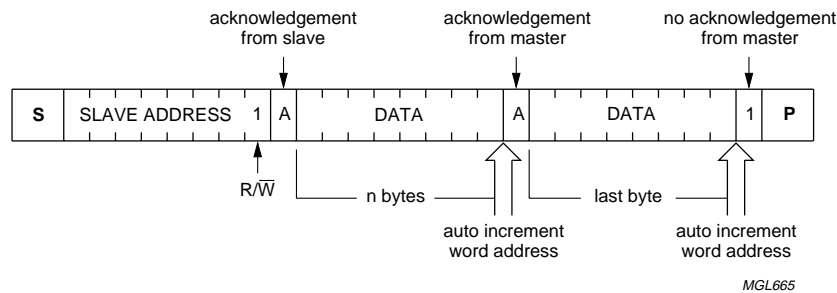 acknowledgement
from slave
acknowledgement
from master
no acknowledgement
from master
S SLAVE ADDRESS 1 A DATA A DATA 1 P
R/W̅
n bytes
last byte
auto increment
word address
auto increment
word address
MGL665